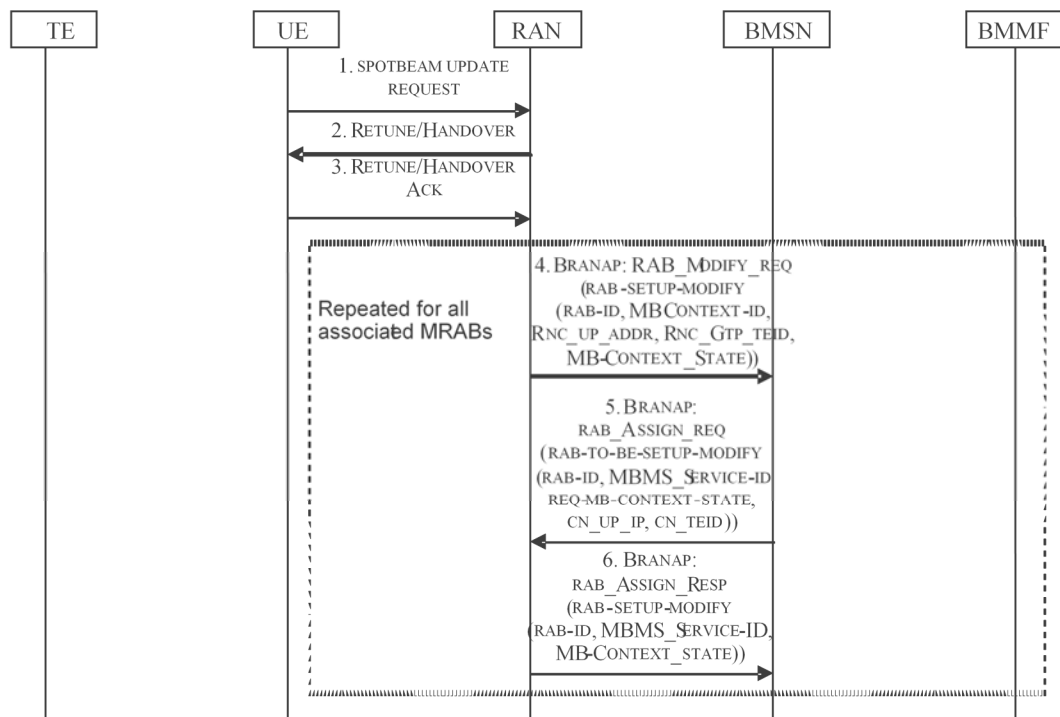 TE
UE
RAN
BMSN
BMMF
1. SPOTBEAM UPDATE
REQUEST
2. RETUNE/HANDOVER
3. RETUNE/HANDOVER
ACK
Repeated for all
associated MRABs
4. BRANAP: RAB_MODIFY_REQ
(RAB-SETUP-MODIFY
(RAB-ID, MBCONTEXT-ID,
RNC_UP_ADDR, RNC_GTP_TEID,
MB-CONTEXT_STATE))
5. BRANAP:
RAB_ASSIGN_REQ
(RAB-TO-BE-SETUP-MODIFY
(RAB-ID, MBMS_SERVICE-ID
REQ-MB-CONTEXT-STATE,
CN_UP_IP, CN_TEID))
6. BRANAP:
RAB_ASSIGN_RESP
(RAB-SETUP-MODIFY
(RAB-ID, MBMS_SERVICE-ID,
MB-CONTEXT_STATE))